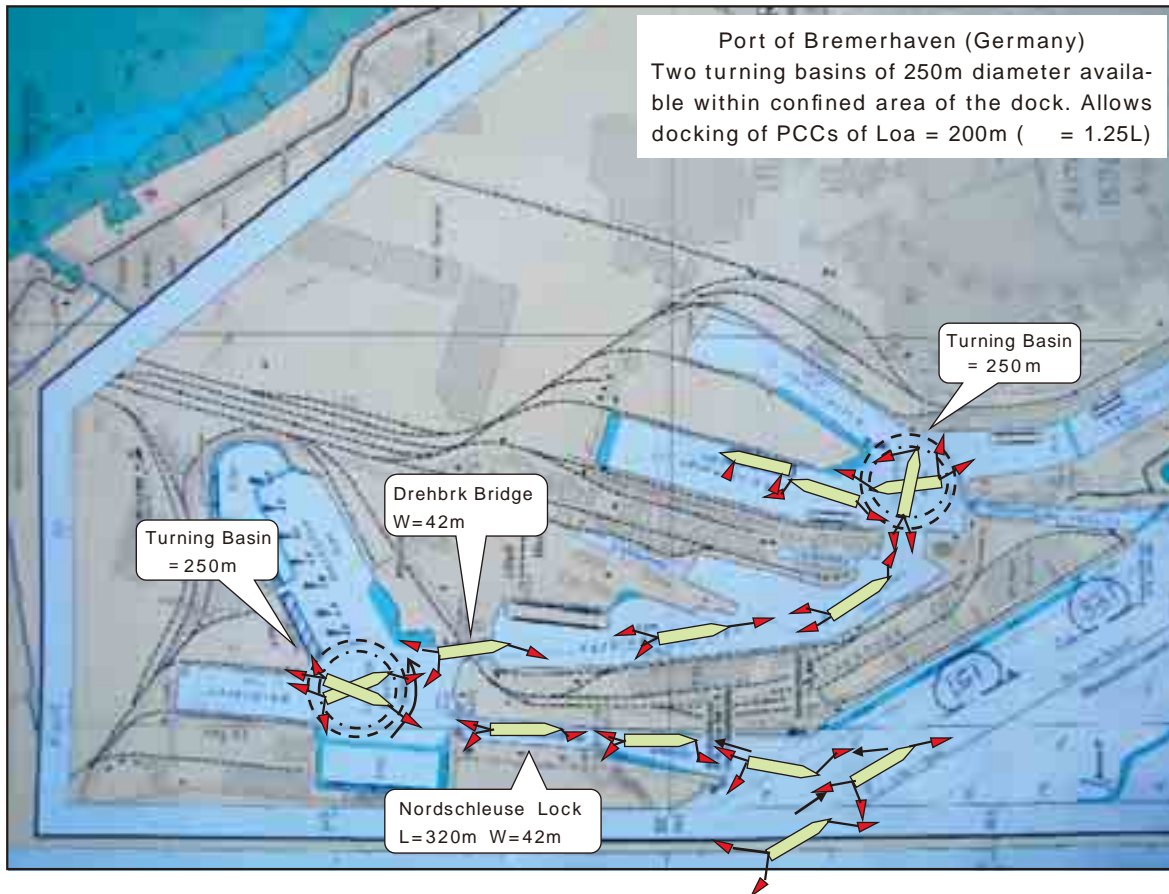 Port of Bremerhaven (Germany)
Two turning basins of 250m diameter availa-
ble within confined area of the dock. Allows
docking of PCCs of Loa = 200m ( = 1.25L)
Turning Basin
= 250m
Drehbrk Bridge
W=42m
Turning Basin
=250m
Nordschleuse Lock
L=320m W=42m